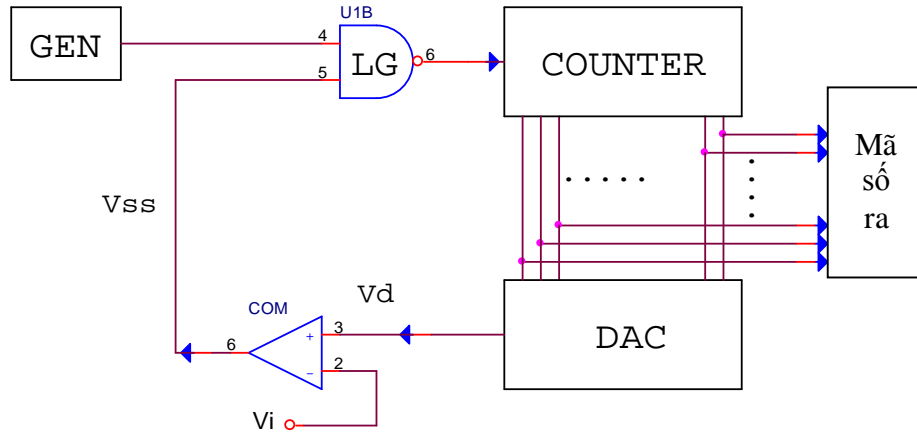 U1B
GEN
4
5
LG
6
COUNTER
Mã
số
ra
Vss
Vd
COM
DAC
6
3
2
+
−
Vi